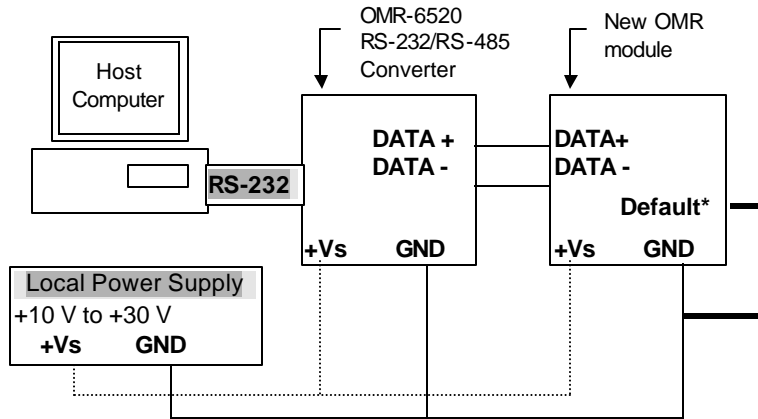 Host
Computer
OMR-6520
RS-232/RS-485
Converter
New OMR
module
RS-232
DATA +
DATA -
+Vs GND
DATA+
DATA -
Default*
+Vs GND
Local Power Supply
+10 V to +30 V
+Vs GND